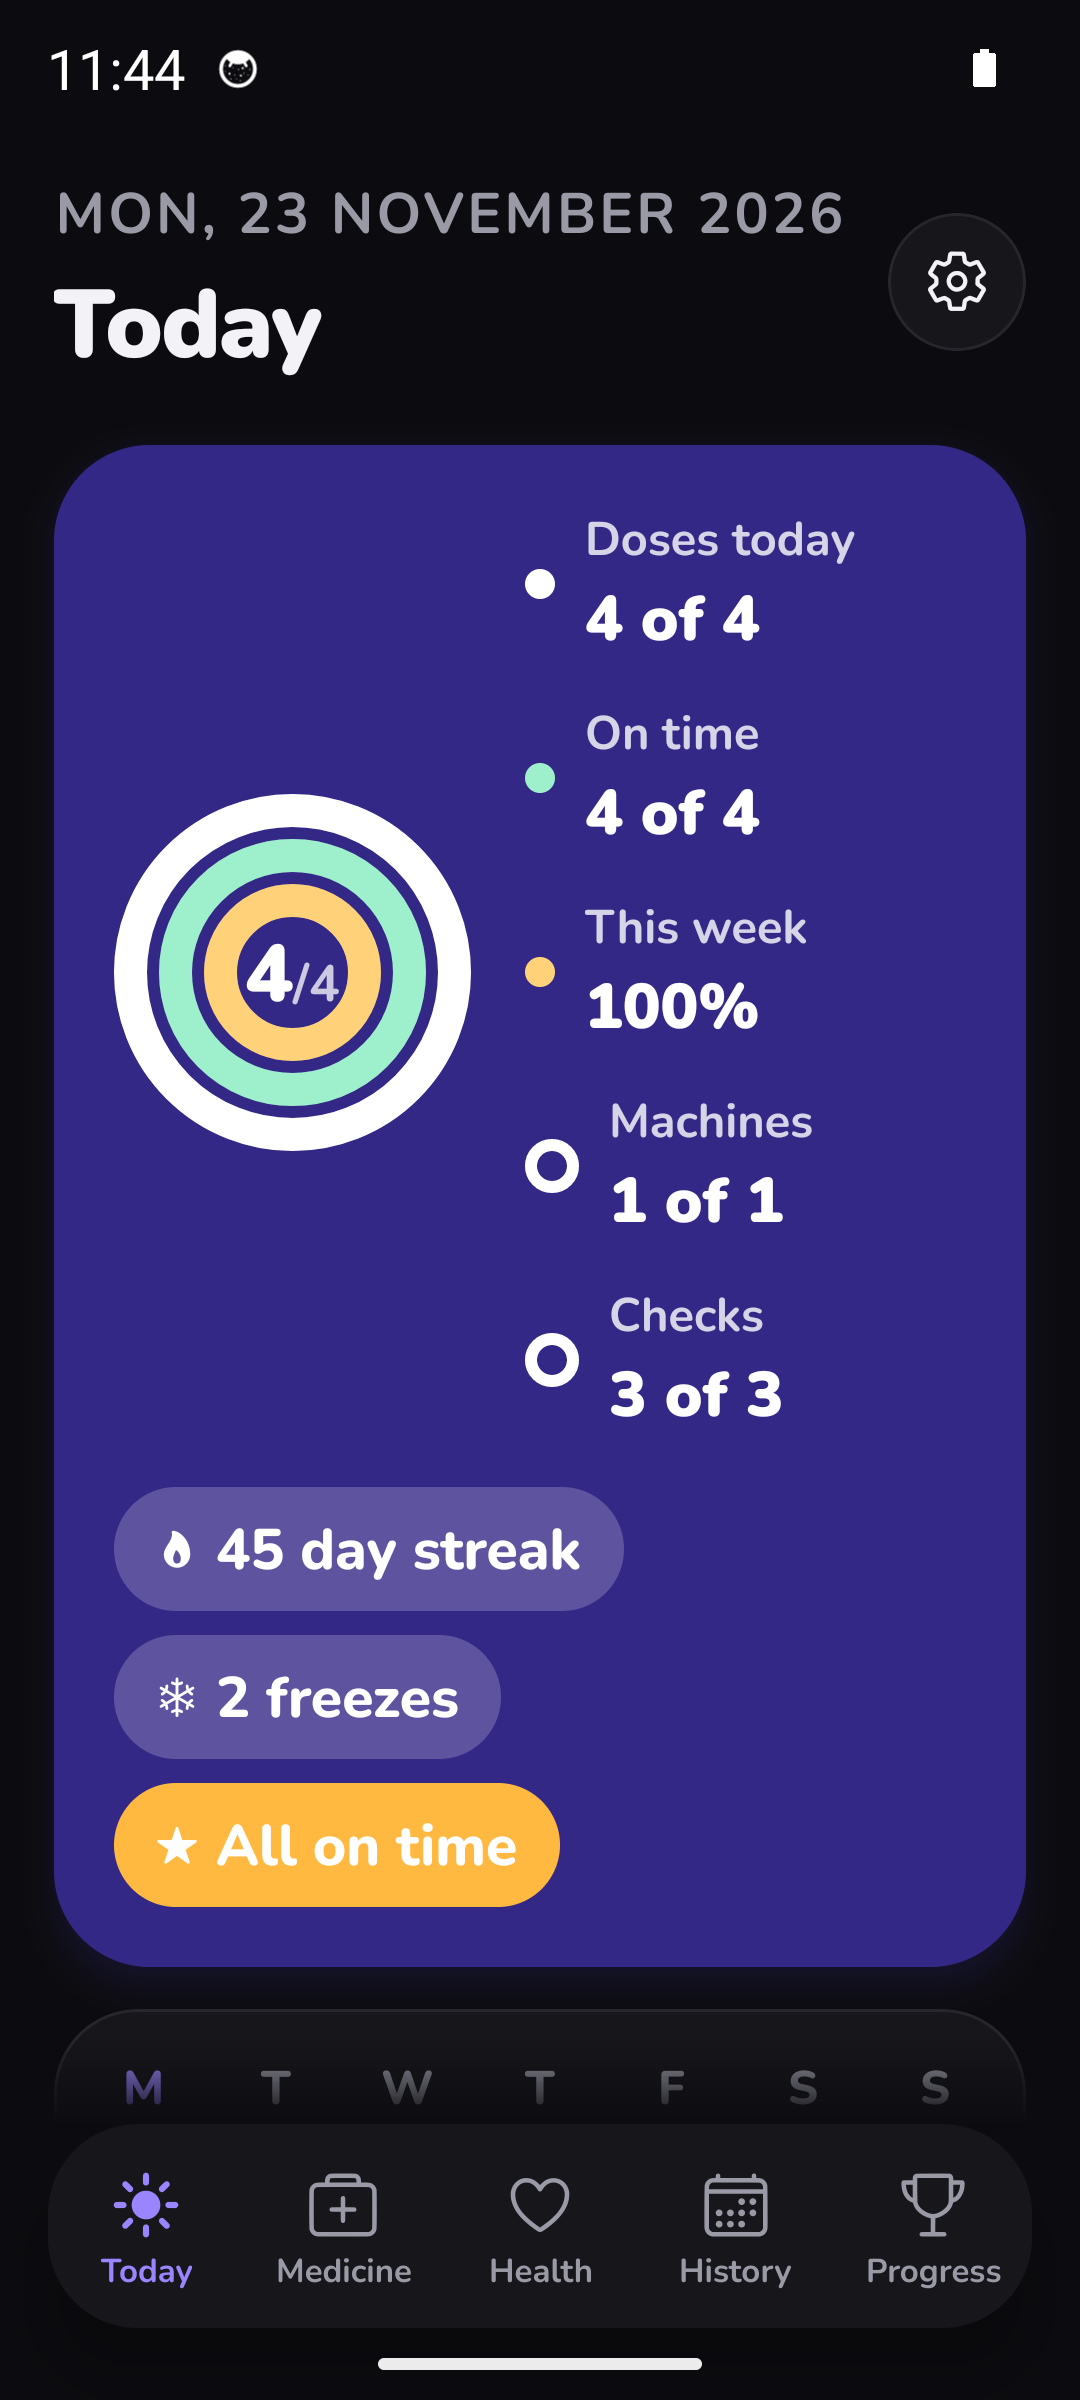 11:44
MON, 23 NOVEMBER 2026
Today
Doses today
4 of 4
On time
4 of 4
This week
100%
4/4
Machines
1 of 1
Checks
3 of 3
45 day streak
2 freezes
All on time
M T W T F S S
Today Medicine Health History Progress